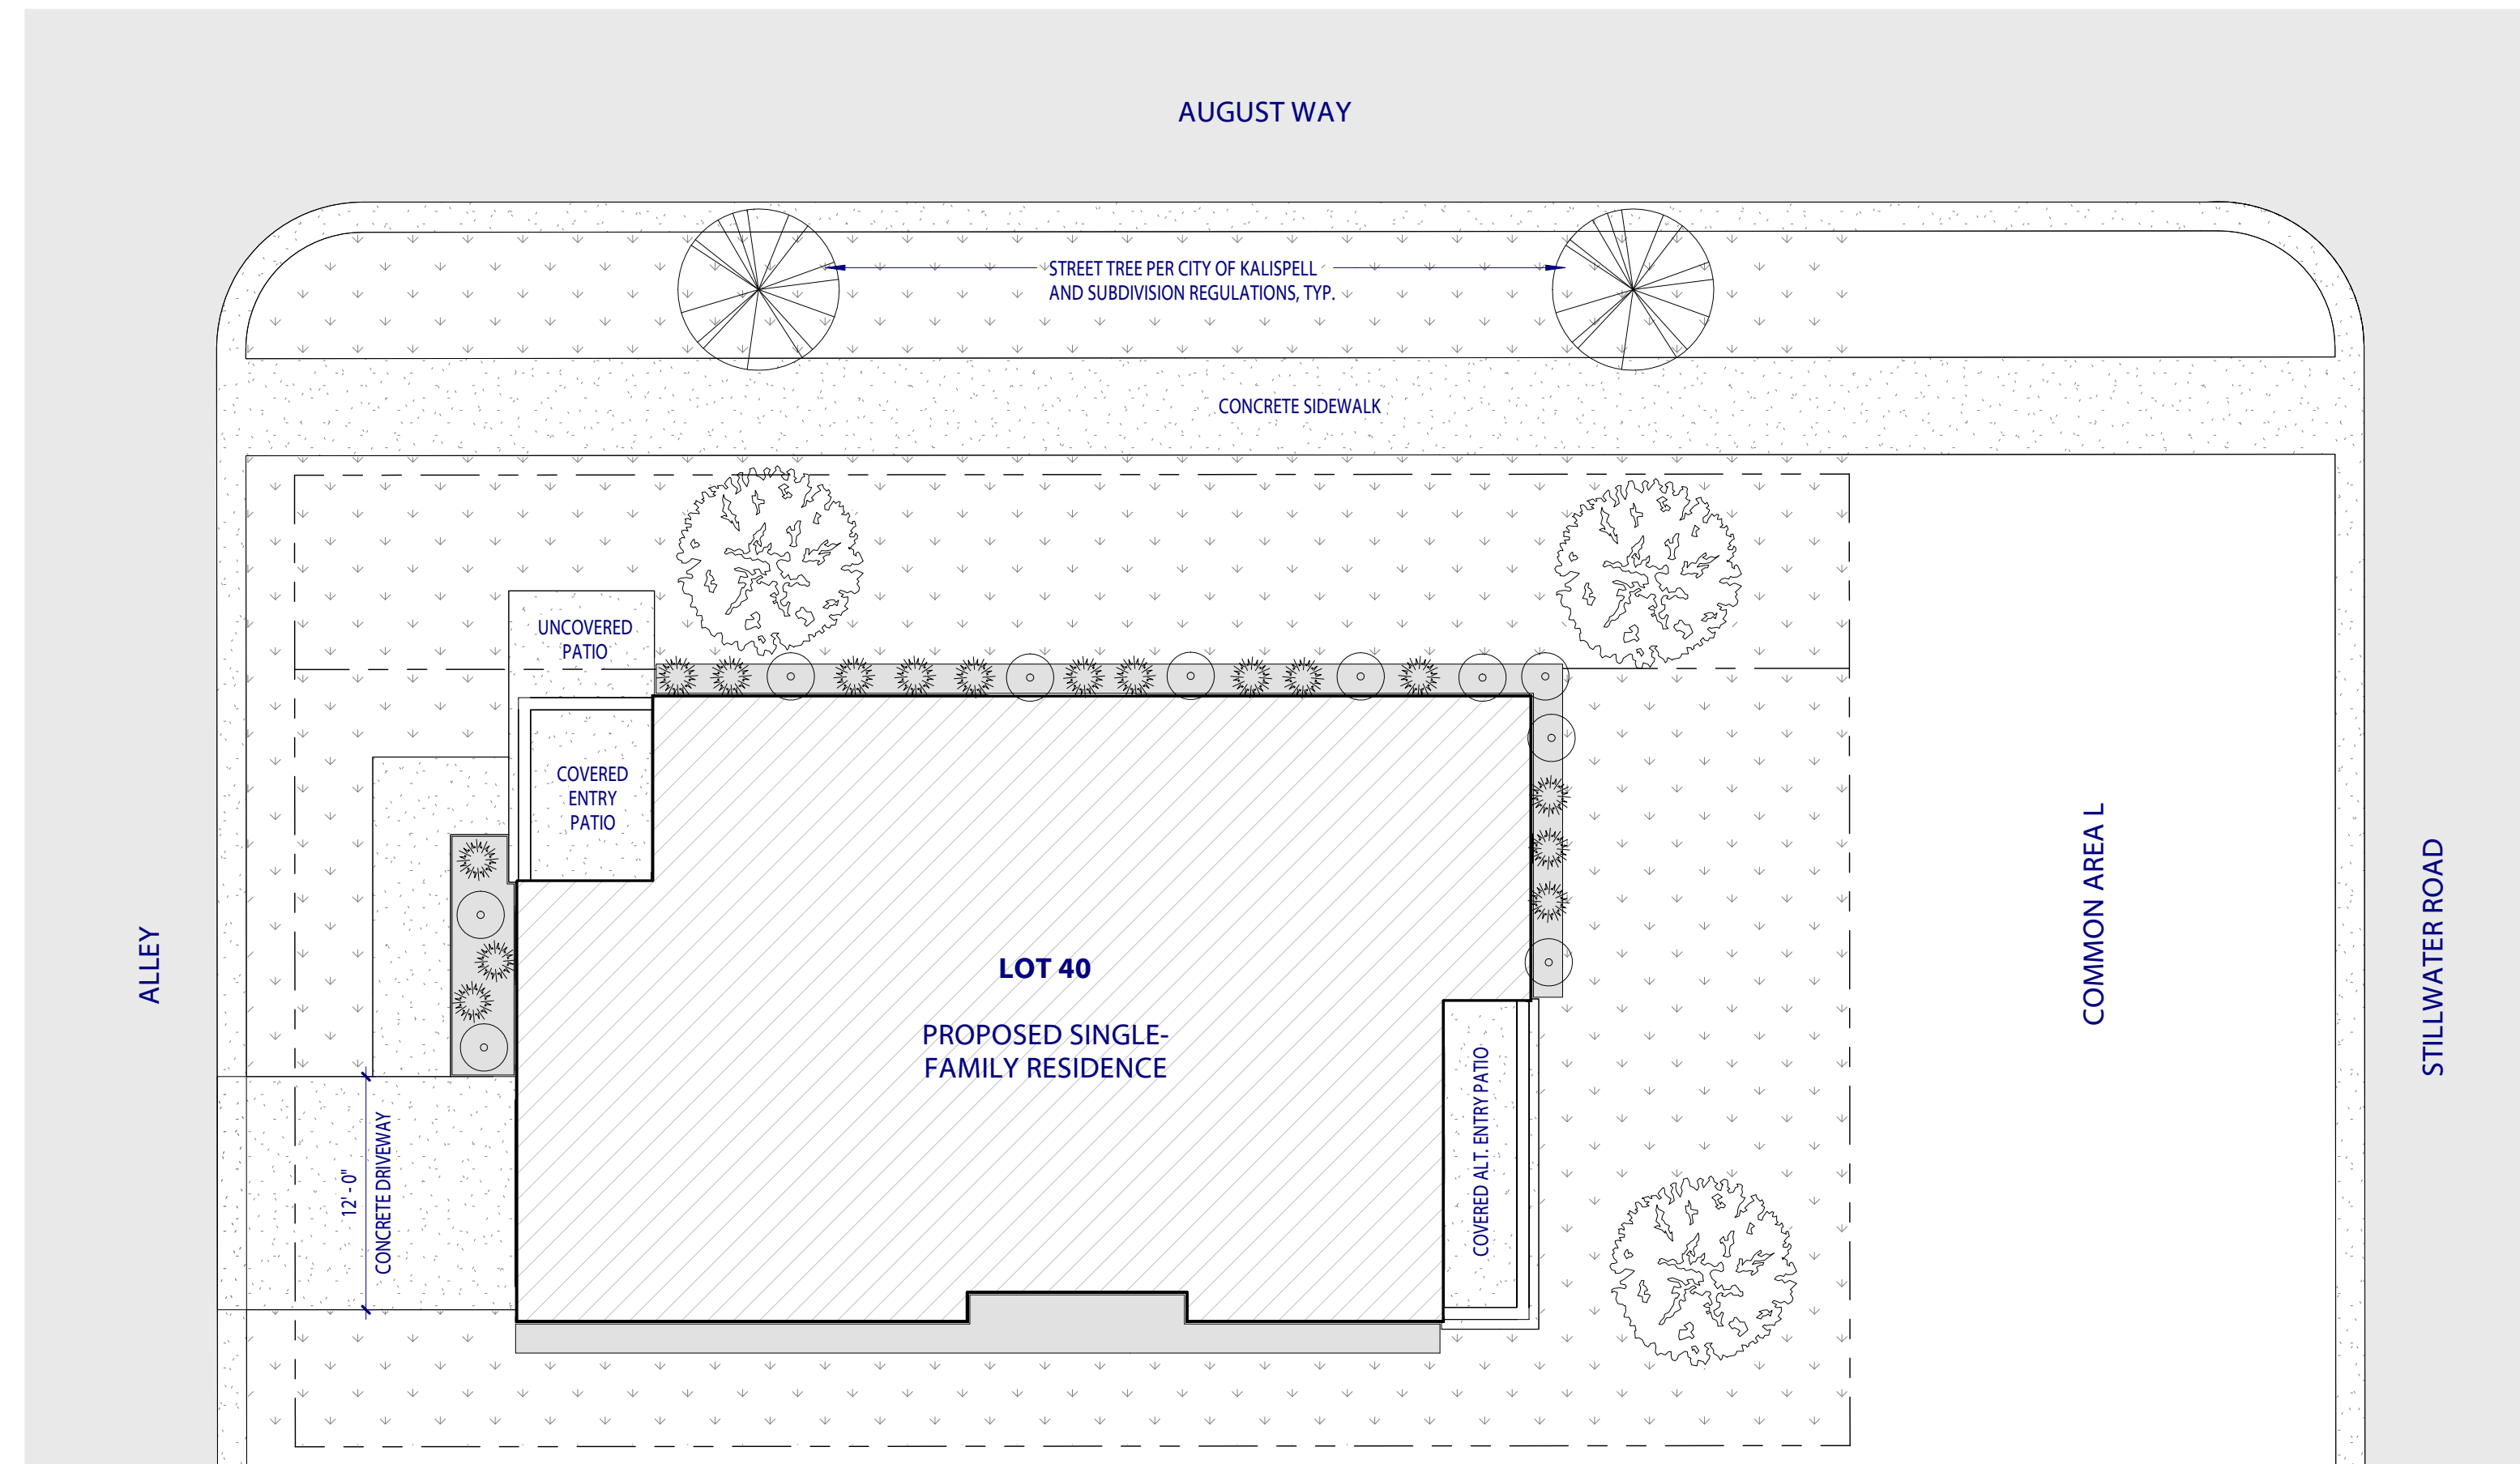 AUGUST WAY
STREET TREE PER CITY OF KALISPELL
AND SUBDIVISION REGULATIONS, TYP.
CONCRETE SIDEWALK
UNCOVERED
PATIO
COVERED
ENTRY
PATIO
ALLEY
LOT 40
PROPOSED SINGLE-
FAMILY RESIDENCE
12' - 0"
CONCRETE DRIVEWAY
COVERED ALT. ENTRY PATIO
COMMON AREA L
STILLWATER ROAD